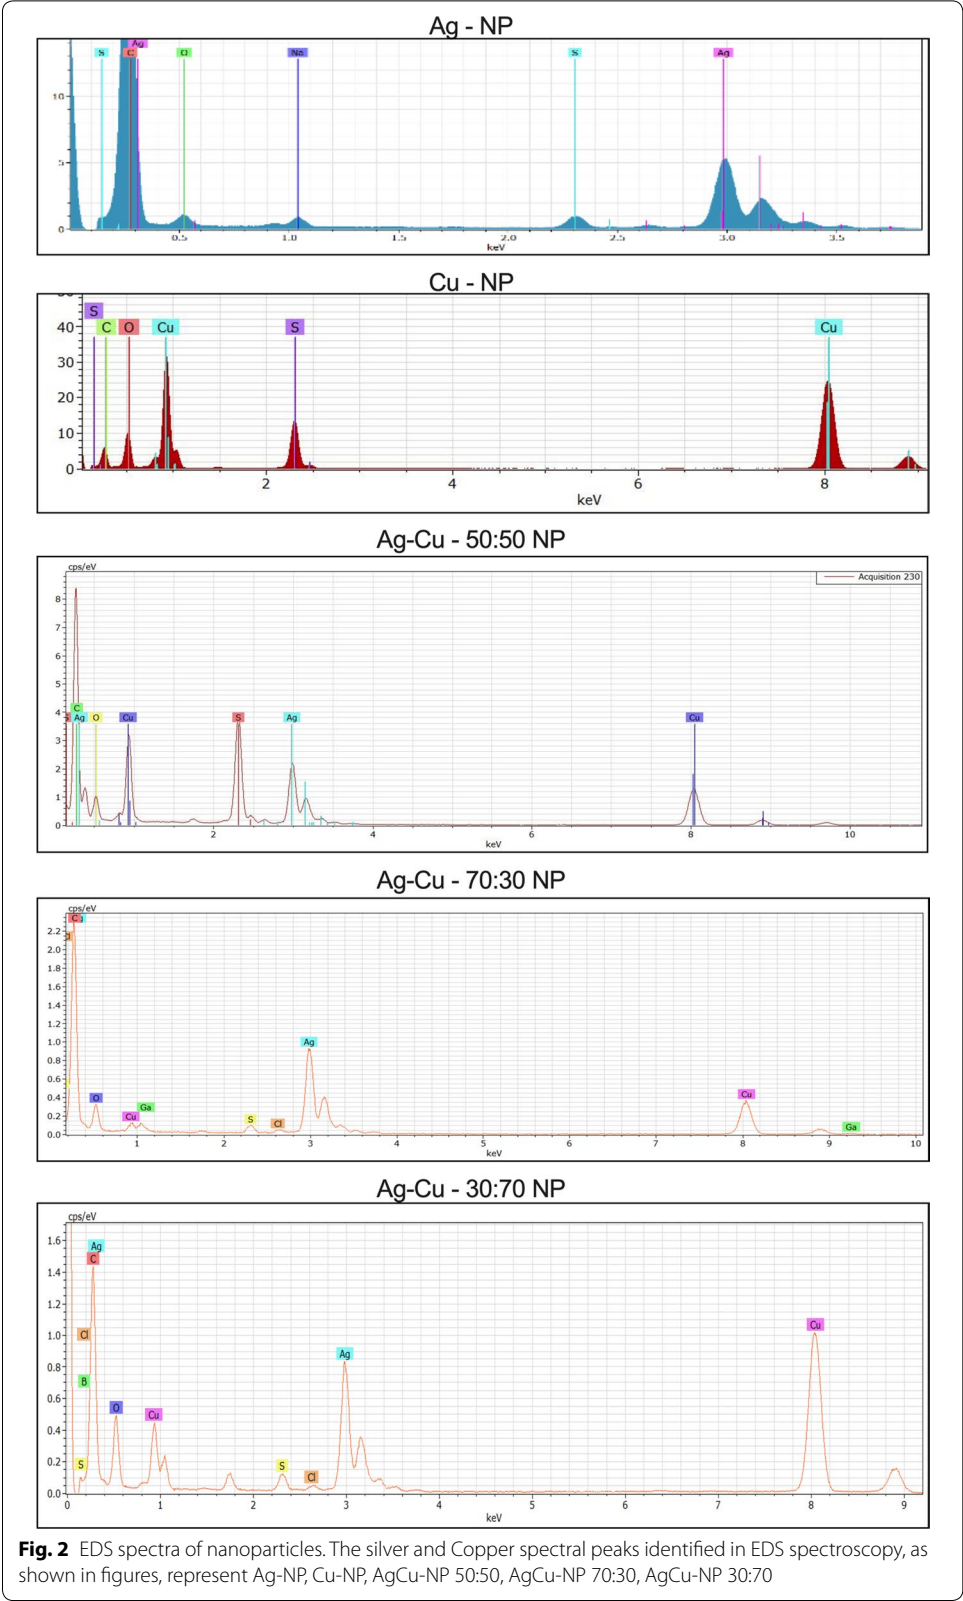 Ag - NP
S C Ag O Na S Ag
10
5
0
0.5 1.0 1.5 2.0 2.5 3.0 3.5
keV
Cu - NP
S
C O Cu S Cu
40
30
20
10
0
2 4 6 8
keV
Ag-Cu - 50:50 NP
cps/eV
Acquisition 230
8
7
6
5
4
3
2
1
0
C
S Ag O Cu S Ag Cu
2 4 6 8 10
keV
Ag-Cu - 70:30 NP
cps/eV
C
Cl
2.2
2.0
1.8
1.6
1.4
1.2
1.0
0.8
0.6
0.4
0.2
0.0
O Cu Ga S Cl Ag Cu Ga
1 2 3 4 5 6 7 8 9 10
keV
Ag-Cu - 30:70 NP
cps/eV
1.6
1.4
1.2
1.0
0.8
0.6
0.4
0.2
0.0
Ag
C
Cl
B
S O Cu S Cl Ag Cu
0 1 2 3 4 5 6 7 8 9
keV
Fig. 2 EDS spectra of nanoparticles. The silver and Copper spectral peaks identified in EDS spectroscopy, as
shown in figures, represent Ag-NP, Cu-NP, AgCu-NP 50:50, AgCu-NP 70:30, AgCu-NP 30:70